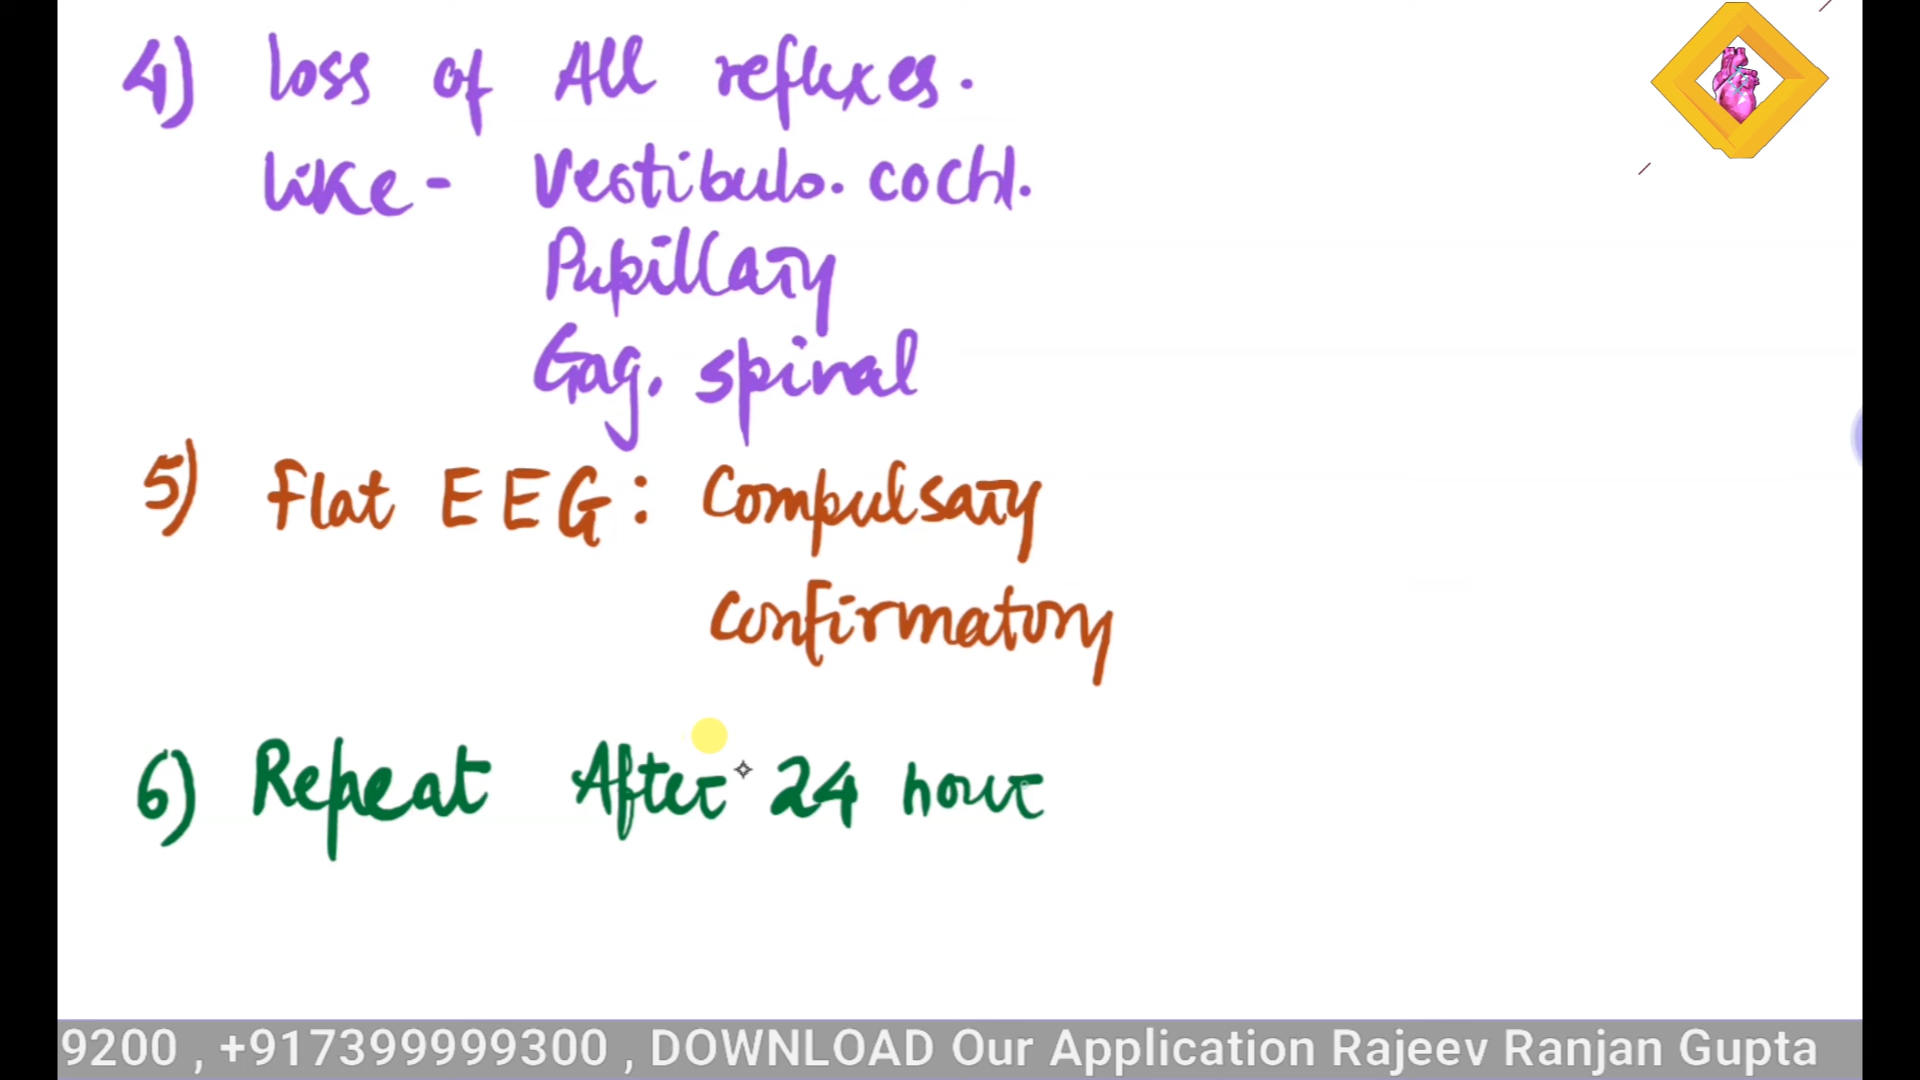 4) loss of All refluxes.
like - Vestibulo. cochl.
Pupillary
Gag. spinal
5) flat EEG: Compulsary
Confirmatory
6) Repeat After 24 hour
9200 , +917399999300 , DOWNLOAD Our Application Rajeev Ranjan Gupta